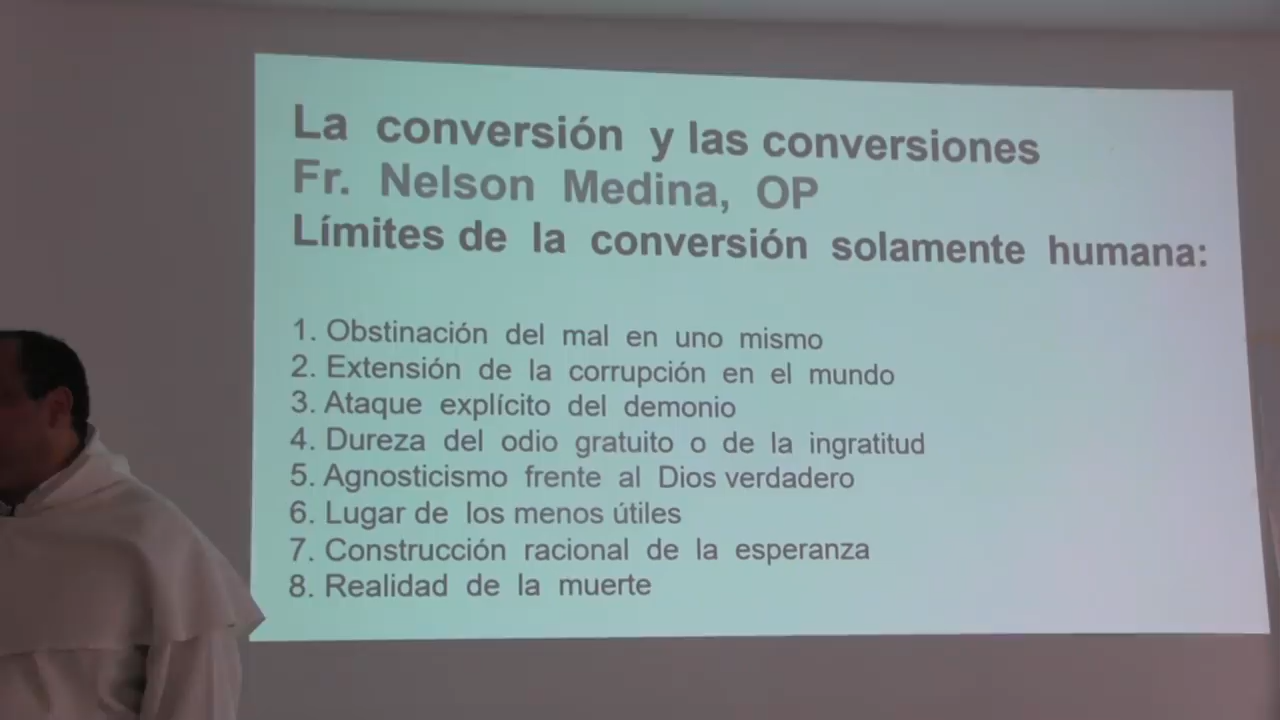 La conversión y las conversiones
Fr. Nelson Medina, OP
Límites de la conversión solamente humana:
1. Obstinación del mal en uno mismo
2. Extensión de la corrupción en el mundo
3. Ataque explícito del demonio
4. Dureza del odio gratuito o de la ingratitud
5. Agnosticismo frente al Dios verdadero
6. Lugar de los menos útiles
7. Construcción racional de la esperanza
8. Realidad de la muerte